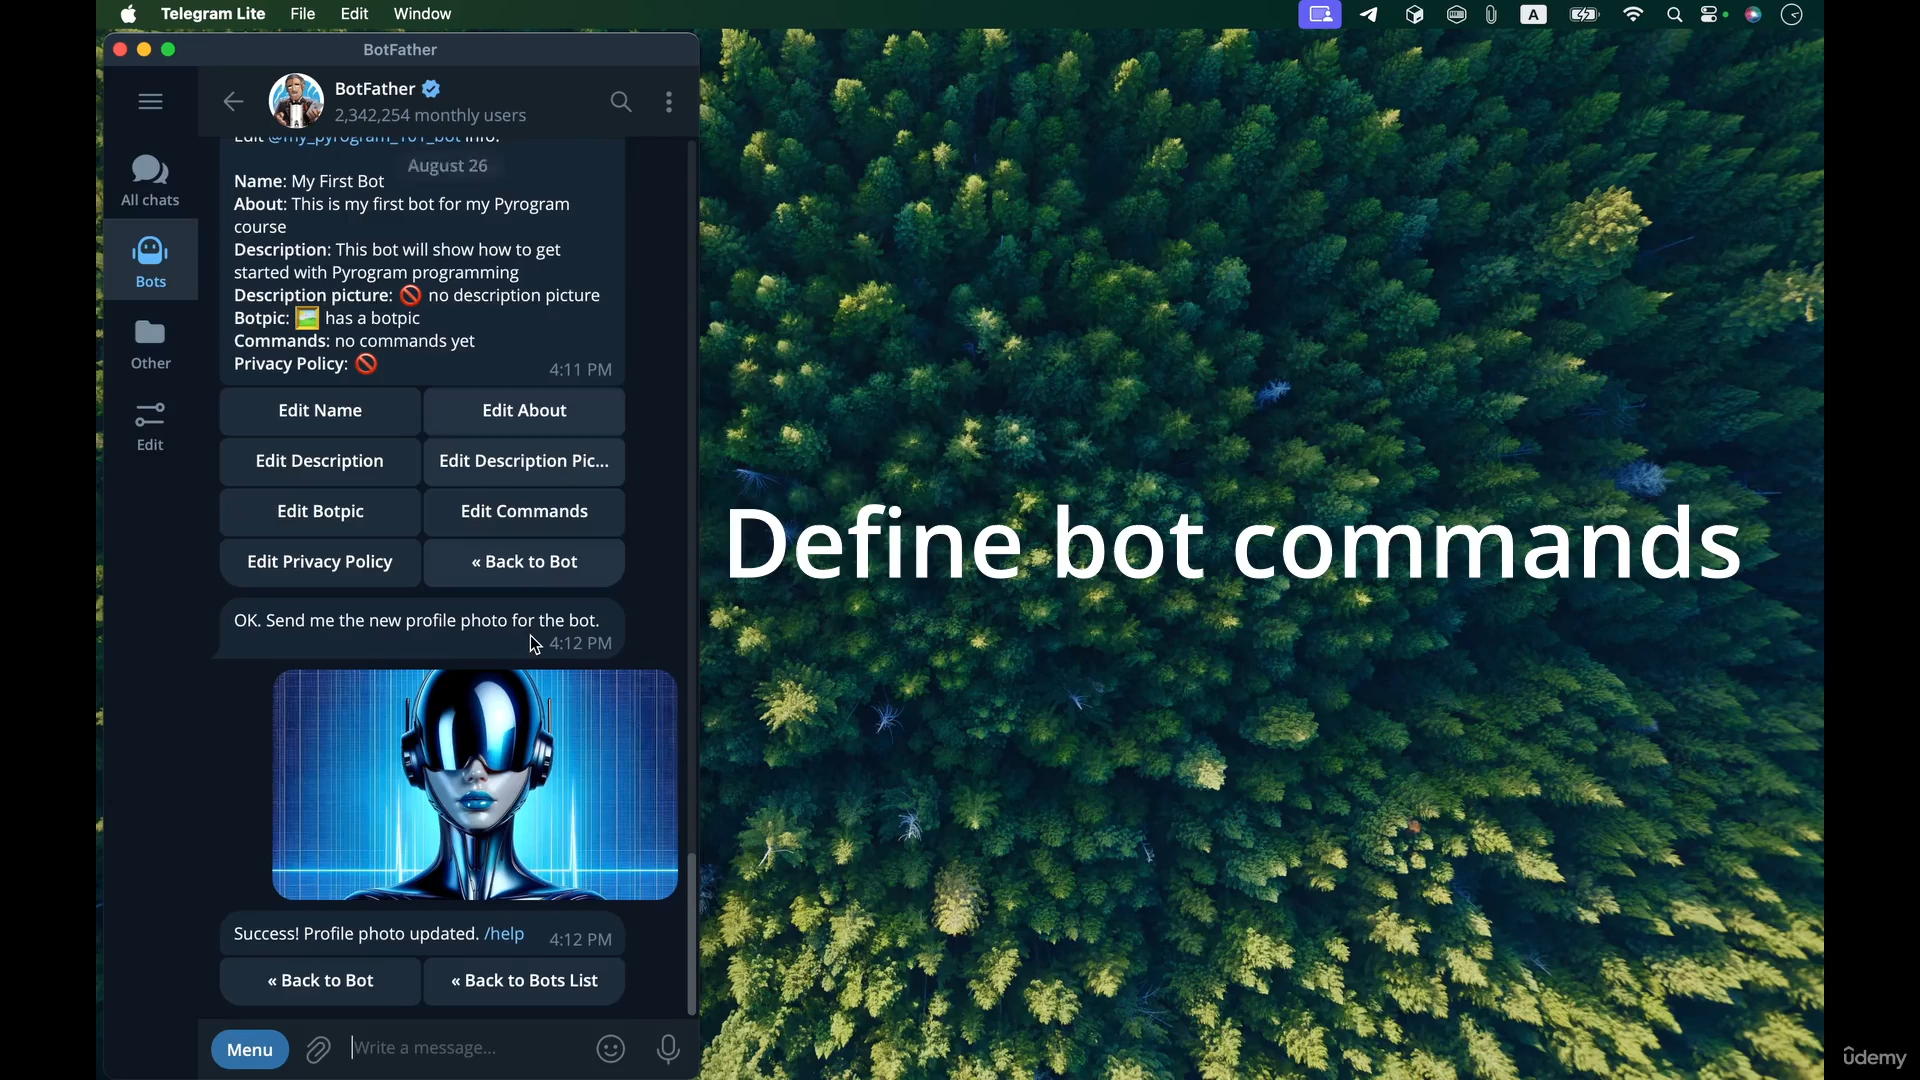 Telegram Lite File Edit Window
A
BotFather
BotFather
2,342,254 monthly users
Edit @my_pyrogram_101_bot info.
August 26
Name: My First Bot
About: This is my first bot for my Pyrogram
course
Description: This bot will show how to get
started with Pyrogram programming
Description picture: 🚫 no description picture
Botpic: 🖼 has a botpic
Commands: no commands yet
Privacy Policy: 🚫
4:11 PM
All chats
Bots
Other
Edit
Edit Name
Edit About
Edit Description
Edit Description Pic...
Edit Botpic
Edit Commands
Edit Privacy Policy
« Back to Bot
OK. Send me the new profile photo for the bot.
4:12 PM
Success! Profile photo updated. /help
4:12 PM
« Back to Bot
« Back to Bots List
Menu
Write a message...
Define bot commands
ûdemy